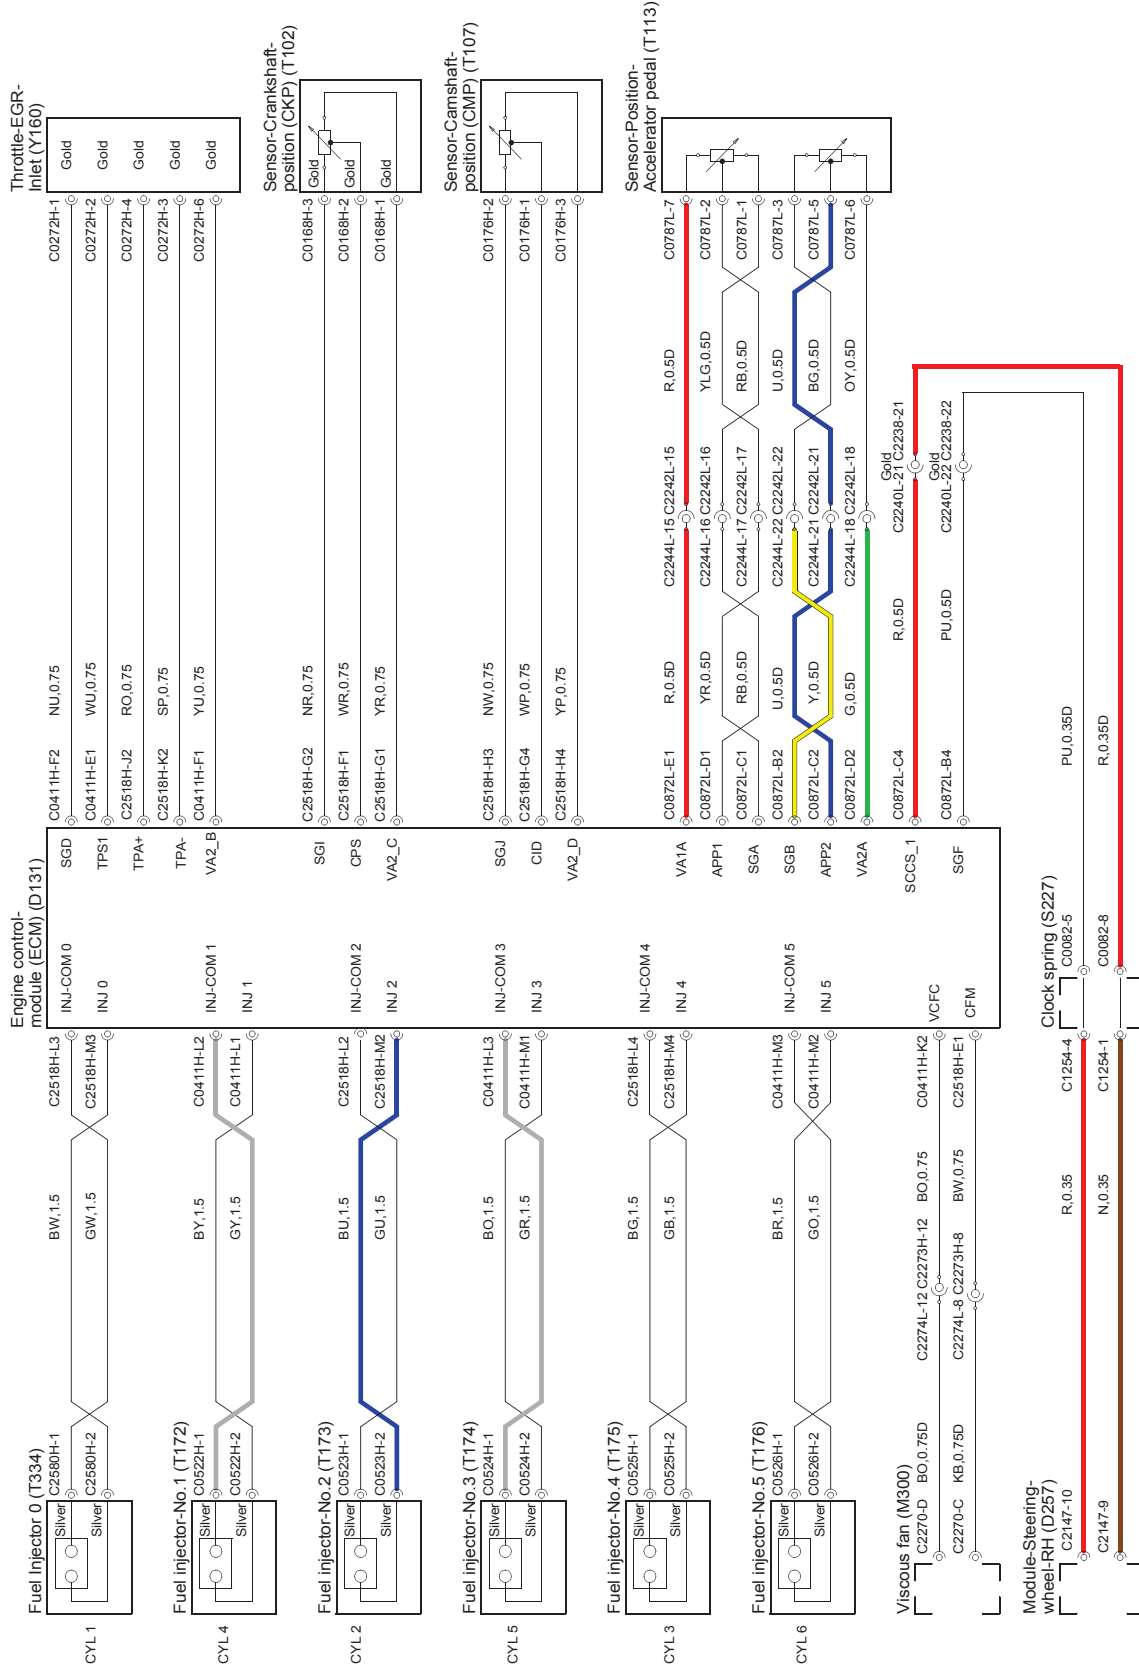 Throttle-EGR-
Inlet (Y160)
Gold
Gold
Gold
Gold
Gold
C0272H-1
C0272H-2
C0272H-4
C0272H-3
C0272H-6
Sensor-Crankshaft-
position (CKP) (T102)
Gold
Gold
Gold
C0168H-3
C0168H-2
C0168H-1
Sensor-Camshaft-
position (CMP) (T107)
C0176H-2
C0176H-1
C0176H-3
Sensor-Position-
Accelerator pedal (T113)
C0787L-7
C0787L-2
C0787L-1
C0787L-3
C0787L-5
C0787L-6
R,0.5D
YLG,0.5D
RB,0.5D
U,0.5D
BG,0.5D
OY,0.5D
C2244L-15 C2242L-15
C2244L-16 C2242L-16
C2244L-17 C2242L-17
C2244L-22 C2242L-22
C2244L-21 C2242L-21
C2244L-18 C2242L-18
Gold
C2240L-21 C2238-21
Gold
C2240L-22 C2238-22
NU,0.75
WU,0.75
RO,0.75
SP,0.75
YU,0.75
NR,0.75
WR,0.75
YR,0.75
NW,0.75
WP,0.75
YP,0.75
R,0.5D
YR,0.5D
RB,0.5D
U,0.5D
Y,0.5D
G,0.5D
R,0.5D
PU,0.5D
PU,0.35D
R,0.35D
C0411H-F2
C0411H-E1
C2518H-J2
C2518H-K2
C0411H-F1
C2518H-G2
C2518H-F1
C2518H-G1
C2518H-H3
C2518H-G4
C2518H-H4
C0872L-E1
C0872L-D1
C0872L-C1
C0872L-B2
C0872L-C2
C0872L-D2
C0872L-C4
C0872L-B4
Engine control-
module (ECM) (D131)
SGD
TPS1
TPA+
TPA-
VA2_B
SGI
CPS
VA2_C
SGJ
CID
VA2_D
VA1A
APP1
SGA
SGB
APP2
VA2A
SCCS_1
SGF
INJ-COM 0
INJ 0
INJ-COM 1
INJ 1
INJ-COM 2
INJ 2
INJ-COM 3
INJ 3
INJ-COM 4
INJ 4
INJ-COM 5
INJ 5
VCFC
CFM
Clock spring (S227)
C0082-5
C0082-8
C1254-4
C1254-1
C2518H-L3
C2518H-M3
C0411H-L2
C0411H-L1
C2518H-L2
C2518H-M2
C0411H-L3
C0411H-M1
C2518H-L4
C2518H-M4
C0411H-M3
C0411H-M2
C0411H-K2
C2518H-E1
BW,1.5
GW,1.5
BY,1.5
GY,1.5
BU,1.5
GU,1.5
BO,1.5
GR,1.5
BG,1.5
GB,1.5
BR,1.5
GO,1.5
BO,0.75
BW,0.75
R,0.35
N,0.35
C2274L-12 C2273H-12
C2274L-8 C2273H-8
BO,0.75D
KB,0.75D
Fuel Injector 0 (T334)
C2580H-1
C2580H-2
Silver
Silver
CYL 1
Fuel injector-No.1 (T172)
C0522H-1
C0522H-2
Silver
Silver
CYL 4
Fuel injector-No.2 (T173)
C0523H-1
C0523H-2
Silver
Silver
CYL 2
Fuel injector-No.3 (T174)
C0524H-1
C0524H-2
Silver
Silver
CYL 5
Fuel injector-No.4 (T175)
C0525H-1
C0525H-2
Silver
Silver
CYL 3
Fuel injector-No.5 (T176)
C0526H-1
C0526H-2
Silver
Silver
CYL 6
Viscous fan (M300)
C2270-D
C2270-C
Module-Steering-
wheel-RH (D257)
C2147-10
C2147-9